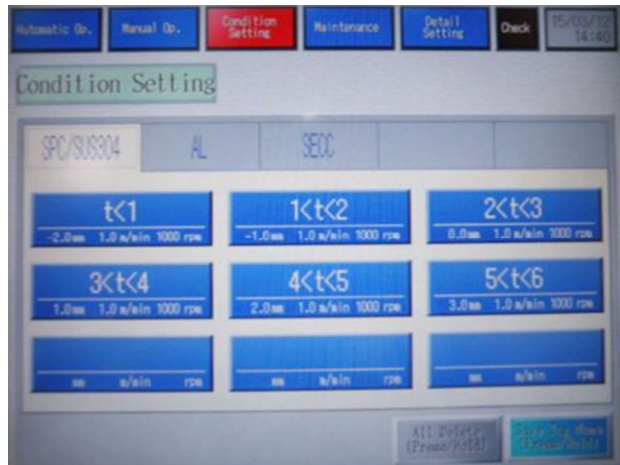 Automatic Op.
Manual Op.
Condition
Setting
Maintenance
Detail
Setting
Check
15/03/12
14:40
Condition Setting
SPC/SUS304
AL
SECC
t<1
-2.0mm 1.0 m/min 1000 rpm
1<t<2
-1.0mm 1.0 m/min 1000 rpm
2<t<3
0.0mm 1.0 m/min 1000 rpm
3<t<4
1.0mm 1.0 m/min 1000 rpm
4<t<5
2.0mm 1.0 m/min 1000 rpm
5<t<6
3.0mm 1.0 m/min 1000 rpm
mm m/min rpm
mm m/min rpm
mm m/min rpm
All Delete
(Press/Hold)
(Press/Hold)